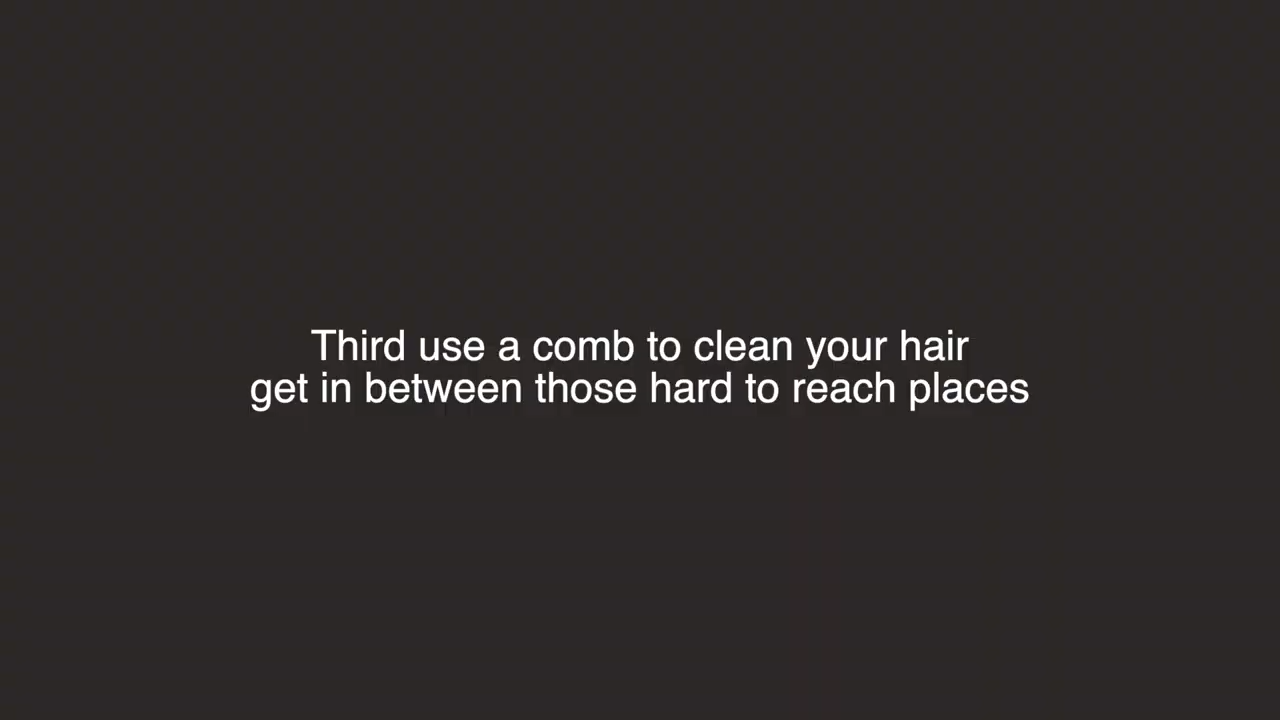 Third use a comb to clean your hair
get in between those hard to reach places